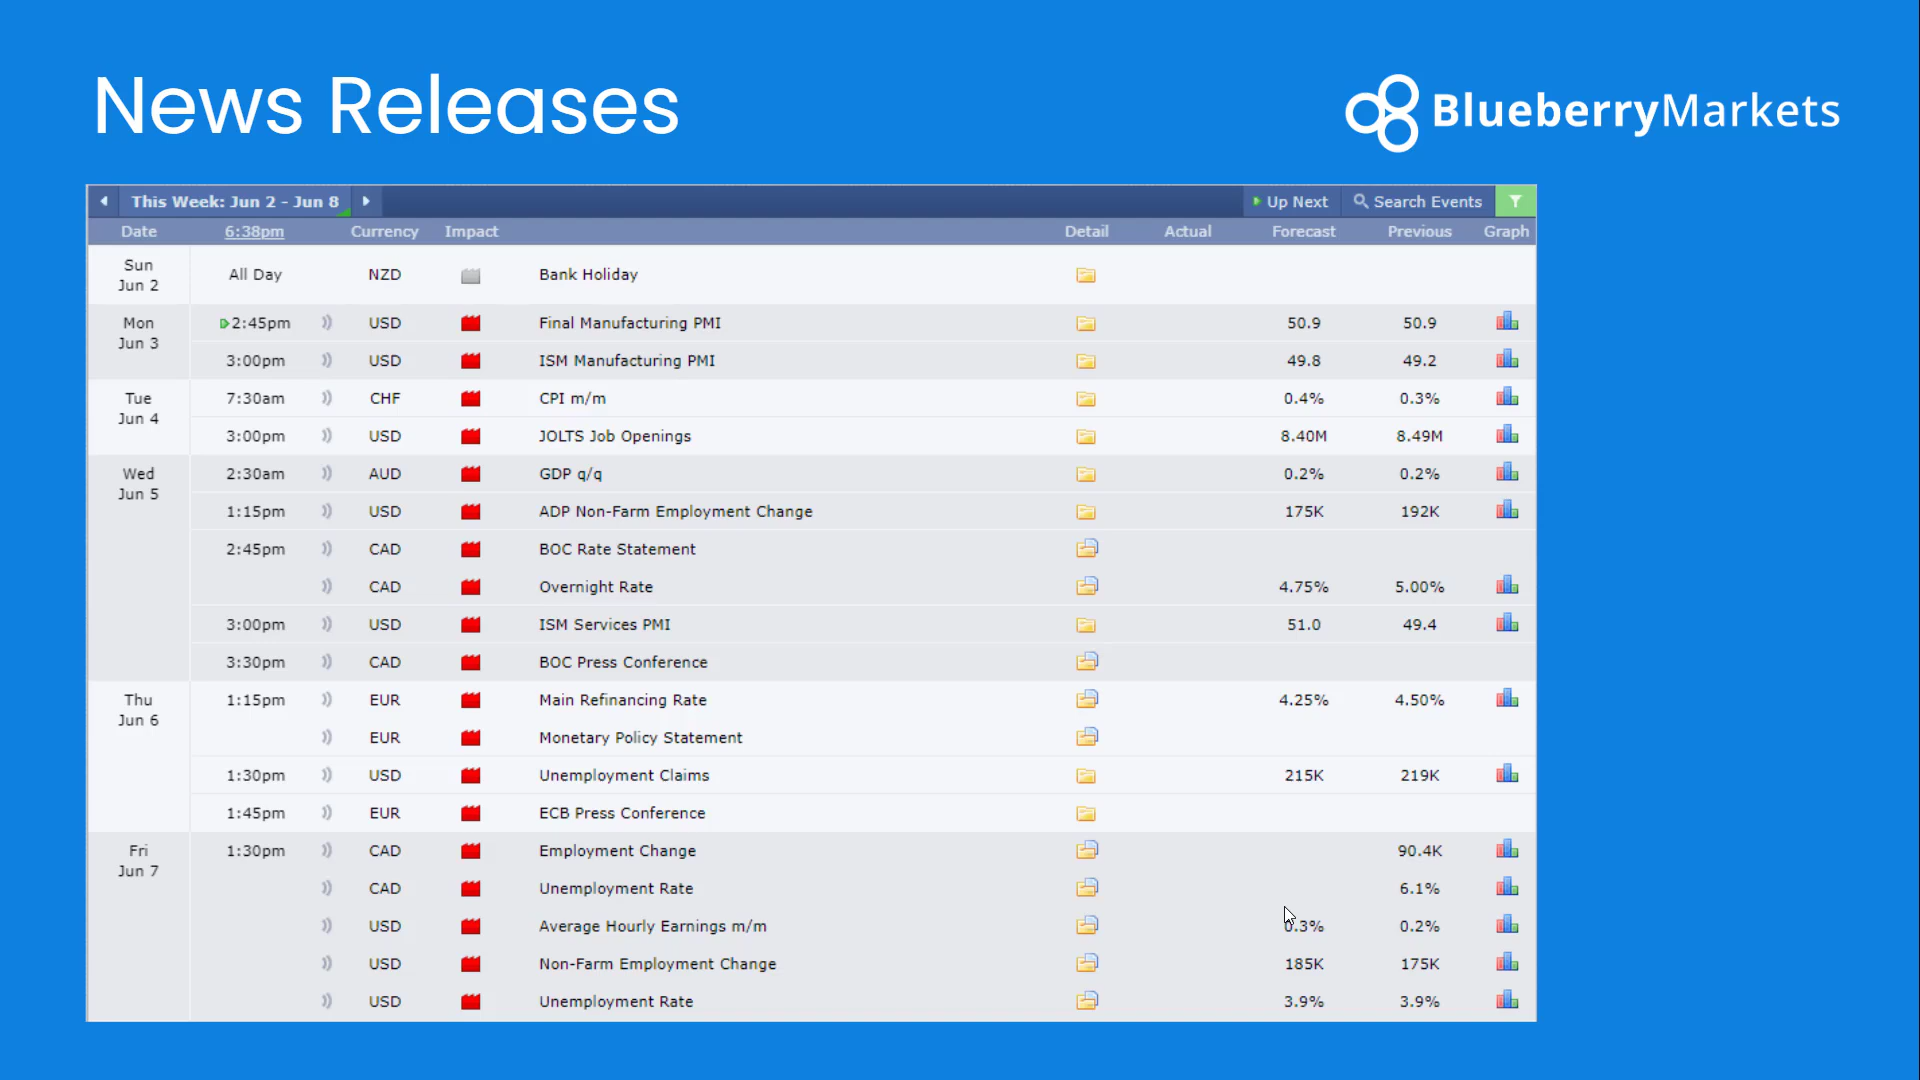 News Releases
BlueberryMarkets
This Week: Jun 2 - Jun 8
Up Next
Search Events
Date 6:38pm Currency Impact Detail Actual Forecast Previous Graph
Sun
Jun 2
All Day NZD Bank Holiday
Mon
Jun 3
2:45pm USD Final Manufacturing PMI 50.9 50.9
3:00pm USD ISM Manufacturing PMI 49.8 49.2
Tue
Jun 4
7:30am CHF CPI m/m 0.4% 0.3%
3:00pm USD JOLTS Job Openings 8.40M 8.49M
Wed
Jun 5
2:30am AUD GDP q/q 0.2% 0.2%
1:15pm USD ADP Non-Farm Employment Change 175K 192K
2:45pm CAD BOC Rate Statement
CAD Overnight Rate 4.75% 5.00%
3:00pm USD ISM Services PMI 51.0 49.4
3:30pm CAD BOC Press Conference
Thu
Jun 6
1:15pm EUR Main Refinancing Rate 4.25% 4.50%
EUR Monetary Policy Statement
1:30pm USD Unemployment Claims 215K 219K
1:45pm EUR ECB Press Conference
Fri
Jun 7
1:30pm CAD Employment Change 90.4K
CAD Unemployment Rate 6.1%
USD Average Hourly Earnings m/m 0.3% 0.2%
USD Non-Farm Employment Change 185K 175K
USD Unemployment Rate 3.9% 3.9%